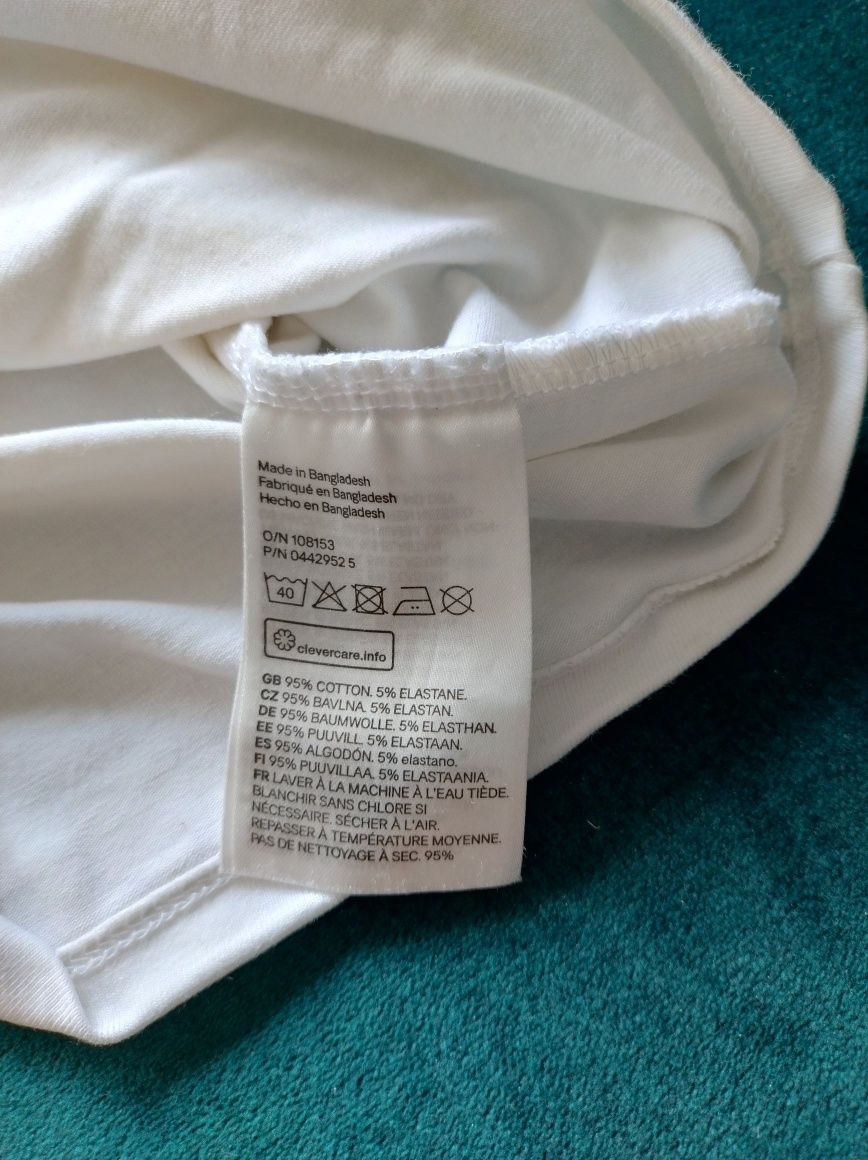 Made in Bangladesh
Fabriqué en Bangladesh
Hecho en Bangladesh
O/N 108153
P/N 0442952 5
40
clevercare.info
GB 95% COTTON. 5% ELASTANE.
CZ 95% BAVLNA. 5% ELASTAN.
DE 95% BAUMWOLLE. 5% ELASTHAN.
EE 95% PUUVILL. 5% ELASTAAN.
ES 95% ALGODÓN. 5% elastano.
FI 95% PUUVILLAA. 5% ELASTAANIA.
FR LAVER À LA MACHINE À L'EAU TIÈDE.
BLANCHIR SANS CHLORE SI
NÉCESSAIRE. SÉCHER À L'AIR.
REPASSER À TEMPÉRATURE MOYENNE.
PAS DE NETTOYAGE À SEC. 95%